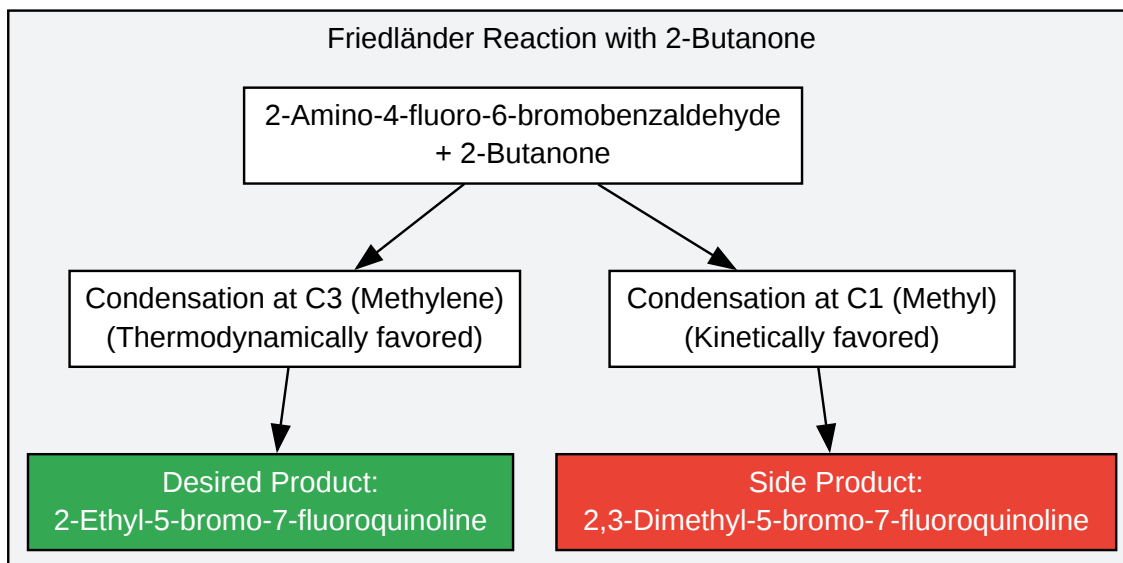 Friedländer Reaction with 2-Butanone
2-Amino-4-fluoro-6-bromobenzaldehyde
+ 2-Butanone
Condensation at C3 (Methylene)
(Thermodynamically favored)
Condensation at C1 (Methyl)
(Kinetically favored)
Desired Product:
2-Ethyl-5-bromo-7-fluoroquinoline
Side Product:
2,3-Dimethyl-5-bromo-7-fluoroquinoline